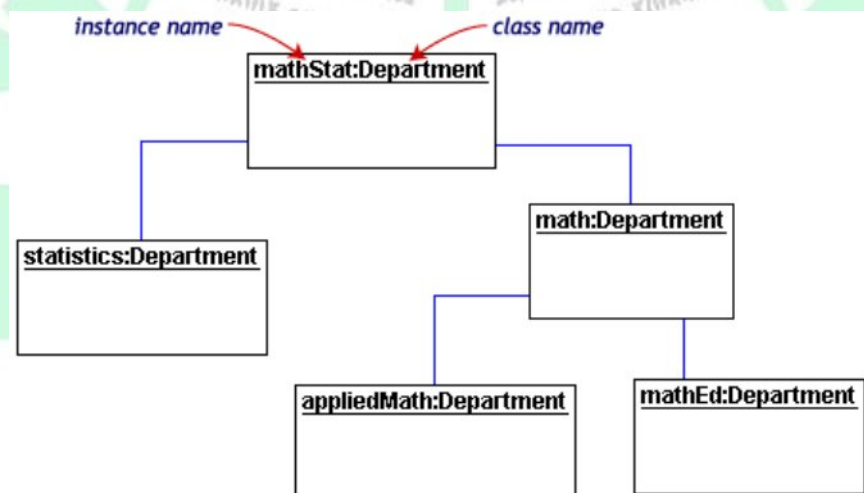 instance name
class name
mathStat:Department
math:Department
statistics:Department
appliedMath:Department
mathEd:Department